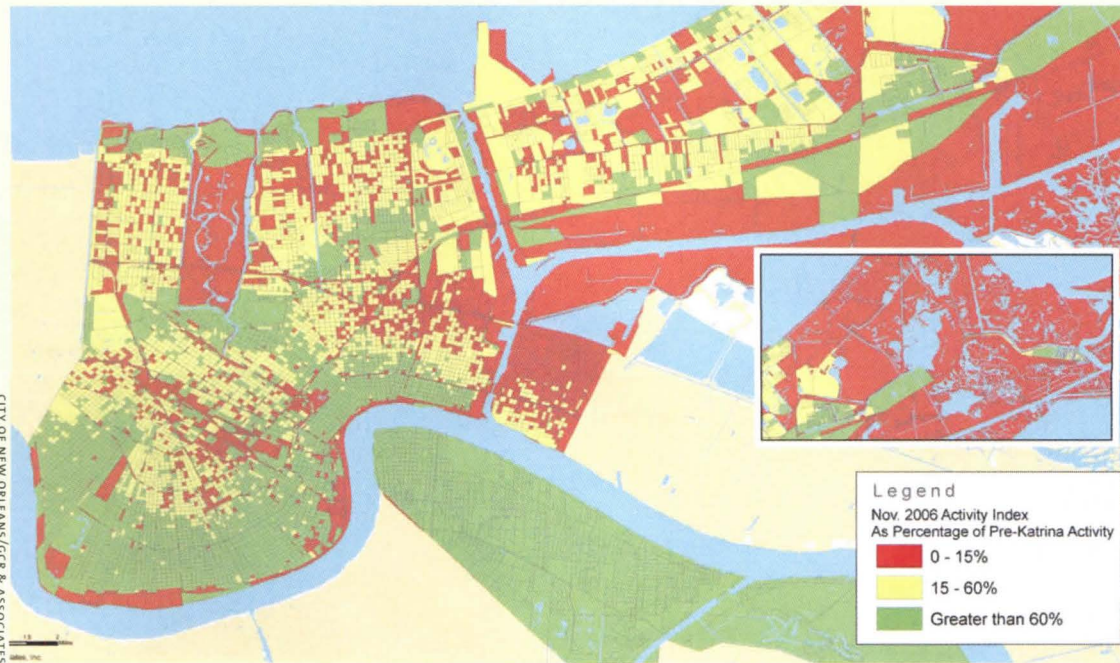 CITY OF NEW ORLEANS/GCR & ASSOCIATES
Legend
Nov. 2006 Activity Index
As Percentage of Pre-Katrina Activity
0 - 15%
15 - 60%
Greater than 60%